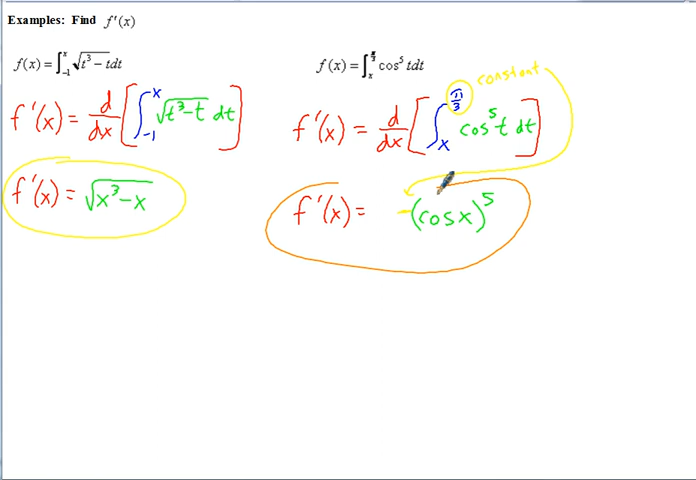 Examples: Find f'(x)
f(x) = ∫_{-1}^{x} √(t³ − t) dt
f'(x) = d/dx [∫_{-1}^{x} √(t³−t) dt]
f'(x) = √(x³−x)
f(x) = ∫_{x}^{π/3} cos⁵ t dt
constant
f'(x) = d/dx [∫_{x}^{π/3} cos⁵ t dt]
f'(x) = −(cos x)⁵